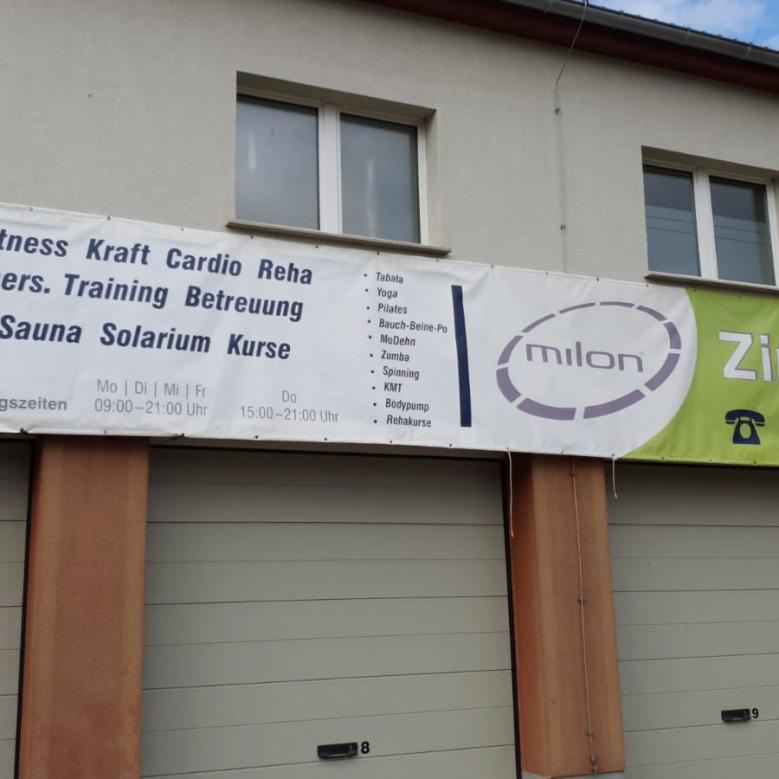 tness Kraft Cardio Reha
ers. Training Betreuung
Sauna Solarium Kurse
gszeiten
Mo | Di | Mi | Fr
09:00–21:00 Uhr
Do
15:00–21:00 Uhr
• Tabata
• Yoga
• Pilates
• Bauch-Beine-Po
• MoDehn
• Zumba
• Spinning
• KMT
• Bodypump
• Rehakurse
milon®
Zi
8
9